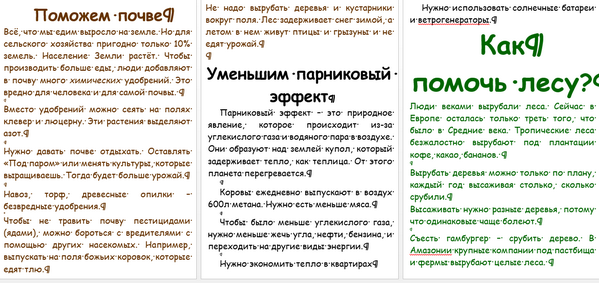 Поможем почве
Всё, что мы едим выросло на земле. Но для
сельского хозяйства пригодно только 10%
земель. Население Земли растёт. Чтобы
производить больше еды, люди добавляют
в почву много химических удобрений. Это
вредно для человека и для самой почвы.
Вместо удобрений можно сеять на полях
клевер и люцерну. Эти растения выделяют
азот.
Нужно давать почве отдыхать. Оставлять
«Под паром» или менять культуры, которые
выращиваешь. Тогда будет больше урожай.
Навоз, торф, древесные опилки –
безвредные удобрения.
Чтобы не травить почву пестицидами
(ядами), можно бороться с вредителями с
помощью других насекомых. Например,
выпускать на поля божьих коровок, которые
едят тлю.
Не надо вырубать деревья и кустарники
вокруг поля. Лес задерживает снег зимой, а
летом в нем живут птицы и грызуны и не
едят урожай.
Уменьшим парниковый
эффект
Парниковый эффект – это природное
явление, которое происходит из-за
углекислого газа и водяного пара в воздухе.
Они образуют над землей купол, который
задерживает тепло, как теплица. От этого
планета перегревается.
Коровы ежедневно выпускают в воздух
600л метана. Нужно есть меньше мяса.
Чтобы было меньше углекислого газа,
нужно меньше жечь угля, нефти, бензина, и
переходить на другие виды энергии.
Нужно экономить тепло в квартирах
Нужно использовать солнечные батареи
и ветрогенераторы.
Как
помочь лесу?
Люди веками вырубали леса. Сейчас в
Европе осталась только треть того, что
было в Средние века. Тропические леса
безжалостно вырубают под плантации
кофе, какао, бананов.
Вырубать деревья можно только по плану,
каждый год высаживая столько, сколько
срубили.
Высаживать нужно разные деревья, потому
что одинаковые чаще болеют.
Съесть гамбургер – срубить дерево. В
Амазонии крупные компании под пастбища
и фермы вырубают целые леса.